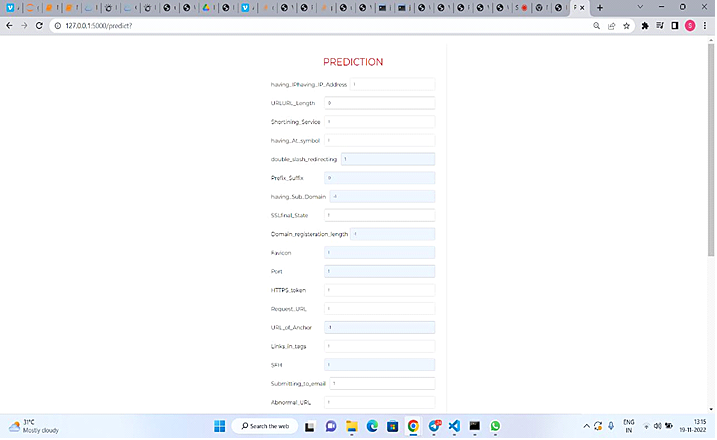 127.0.0.1:5000/predict?
PREDICTION
having_IPhaving_IP_Address 1
URLURL_Length 0
Shortining_Service 1
having_At_symbol 1
double_slash_redirecting 1
Prefix_Suffix 0
having_Sub_Domain
SSLfinal_State 1
Domain_registeration_length 1
Favicon 1
Port 1
HTTPS_token 1
Request_URL 1
URL_of_Anchor
Links_in_tags 1
SFH 1
Submitting_to_email 1
Abnormal_URL 1
31°C
Mostly cloudy
Search the web
ENG
IN
13:15
19-11-2022